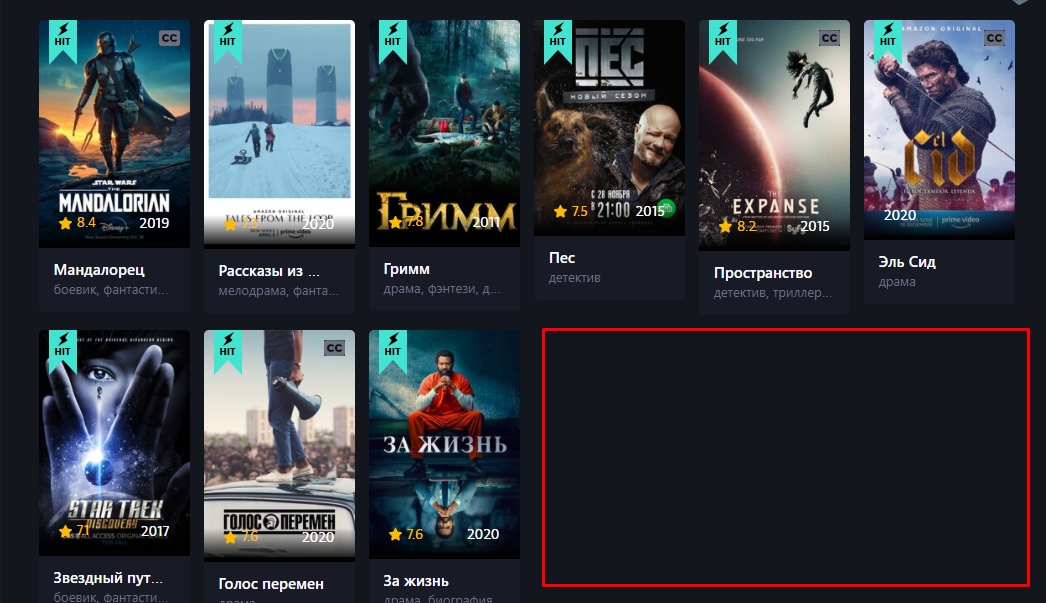 HIT
CC
STAR WARS
THE
MANDALORIAN
Disney+
8.4
2019
Мандалорец
боевик, фантасти...
HIT
AMAZON ORIGINAL
TALES FROM THE LOOP
prime video
2020
Рассказы из ...
мелодрама, фанта...
HIT
ГРИММ
7.8
2011
Гримм
драма, фэнтези, д...
HIT
ПЁС
НОВЫЙ СЕЗОН
С 28 НОЯБРЯ
В 21:00
7.5
2015
Пес
детектив
HIT
CC
THE
EXPANSE
Syfy
8.2
2015
Пространство
детектив, триллер...
HIT
AMAZON ORIGINAL
CC
el
Cid
prime video
2020
Эль Сид
драма
HIT
STAR TREK
DISCOVERY
7.1
2017
Звездный пут...
боевик, фантасти...
HIT
CC
ГОЛОС ПЕРЕМЕН
7.6
2020
Голос перемен
драма
HIT
ЗА ЖИЗНЬ
7.6
2020
За жизнь
драма, биография